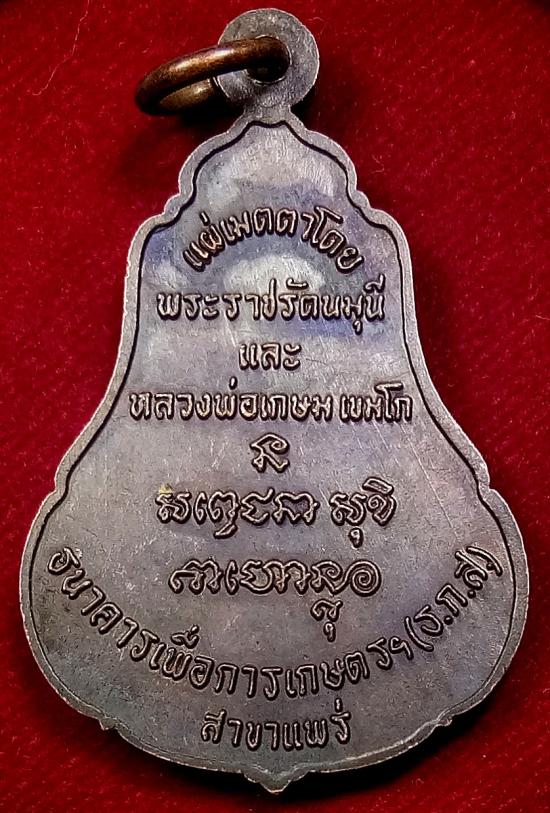 แผ่เมตตาโดย
พระราชรัตนมุนี
และ
หลวงพ่อเกษม เขมโก
ธนาคารเพื่อการเกษตรฯ(ธ.ก.ส)
สาขาแพร่